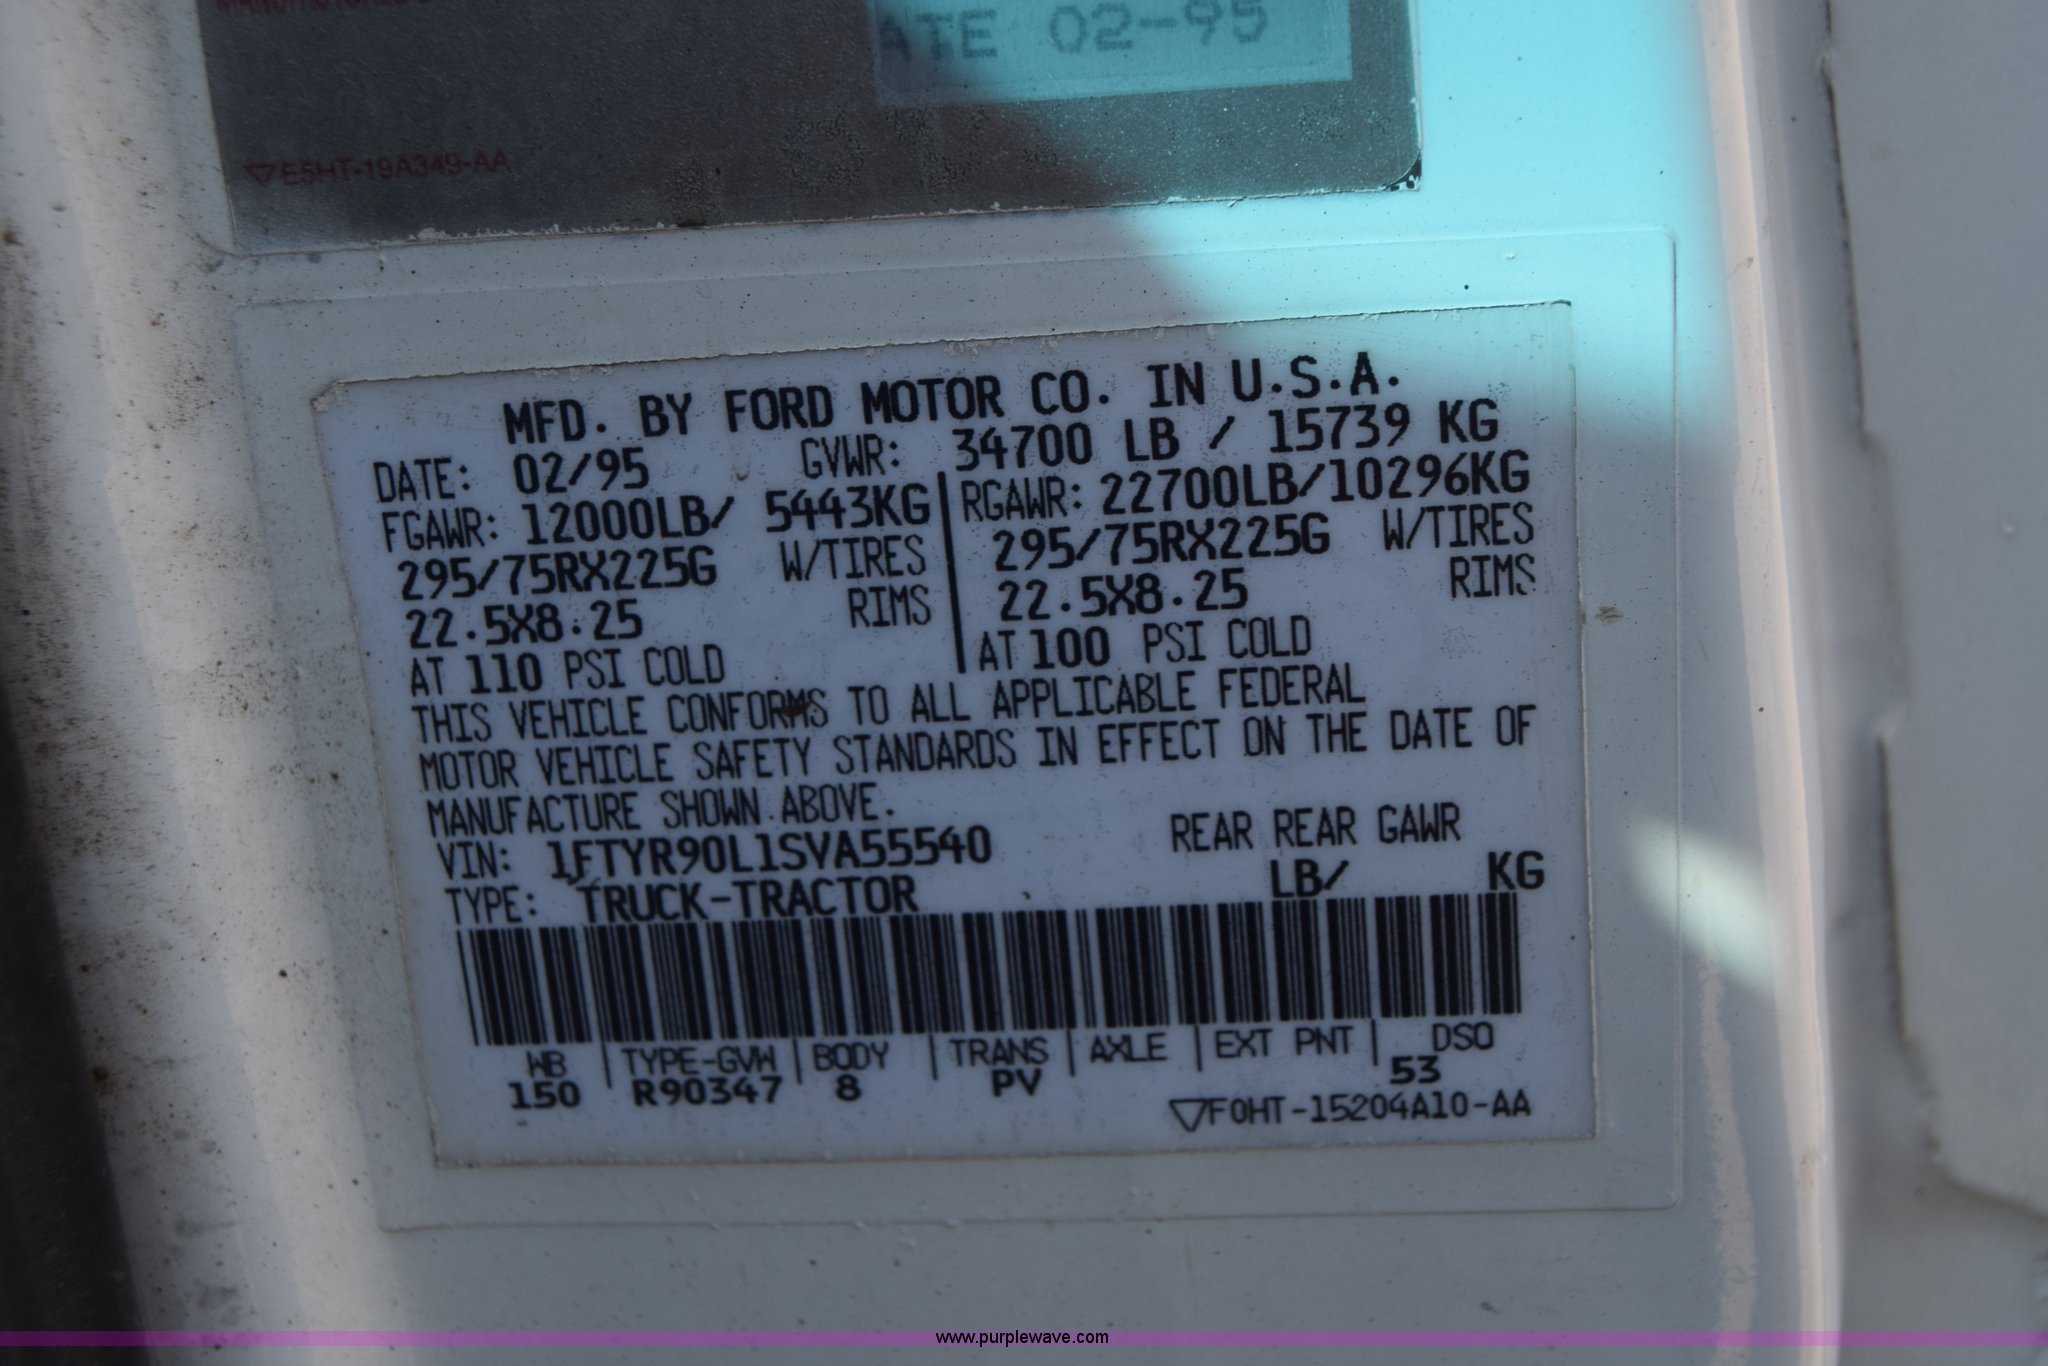 ATE 02-95
▽E5HT-19A349-AA
MFD. BY FORD MOTOR CO. IN U.S.A.
DATE: 02/95 GVWR: 34700 LB / 15739 KG
FGAWR: 12000LB/ 5443KG RGAWR: 22700LB/10296KG
295/75RX225G W/TIRES 295/75RX225G W/TIRES
22.5X8.25 RIMS 22.5X8.25 RIMS
AT 110 PSI COLD AT 100 PSI COLD
THIS VEHICLE CONFORMS TO ALL APPLICABLE FEDERAL
MOTOR VEHICLE SAFETY STANDARDS IN EFFECT ON THE DATE OF
MANUFACTURE SHOWN ABOVE.
VIN: 1FTYR90L1SVA55540 REAR REAR GAWR
TYPE: TRUCK-TRACTOR LB/ KG
WB TYPE-GVW BODY TRANS AXLE EXT PNT DSO
150 R90347 8 PV 53
▽F0HT-15204A10-AA
www.purplewave.com